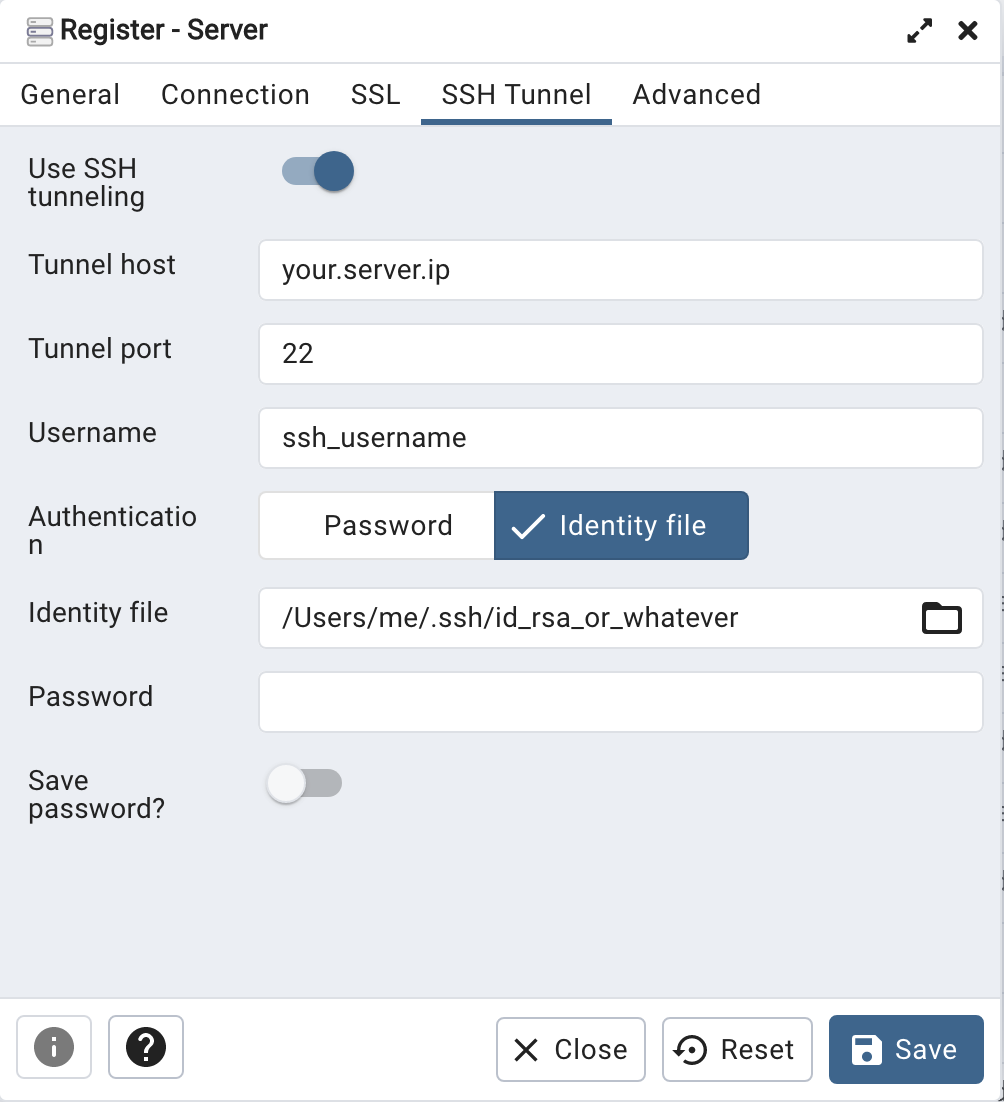 Register - Server
General Connection SSL SSH Tunnel Advanced
Use SSH
tunneling
Tunnel host your.server.ip
Tunnel port 22
Username ssh_username
Authenticatio
n
Password Identity file
Identity file /Users/me/.ssh/id_rsa_or_whatever
Password
Save
password?
Close Reset Save